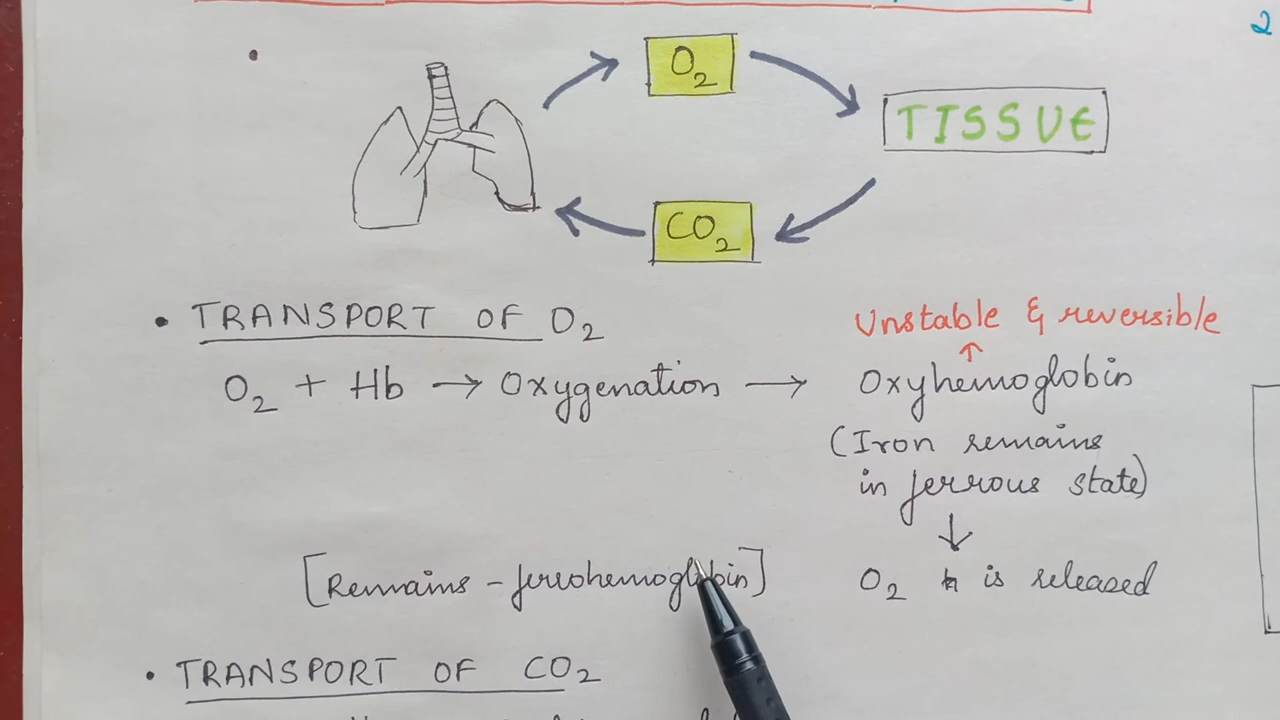 2
O2
TISSUE
CO2
• TRANSPORT OF O2
Unstable & reversible
↑
O2 + Hb → Oxygenation → Oxyhemoglobin
(Iron remains
in ferrous state)
↓
[Remains - ferrohemoglobin]
O2 is released
• TRANSPORT OF CO2